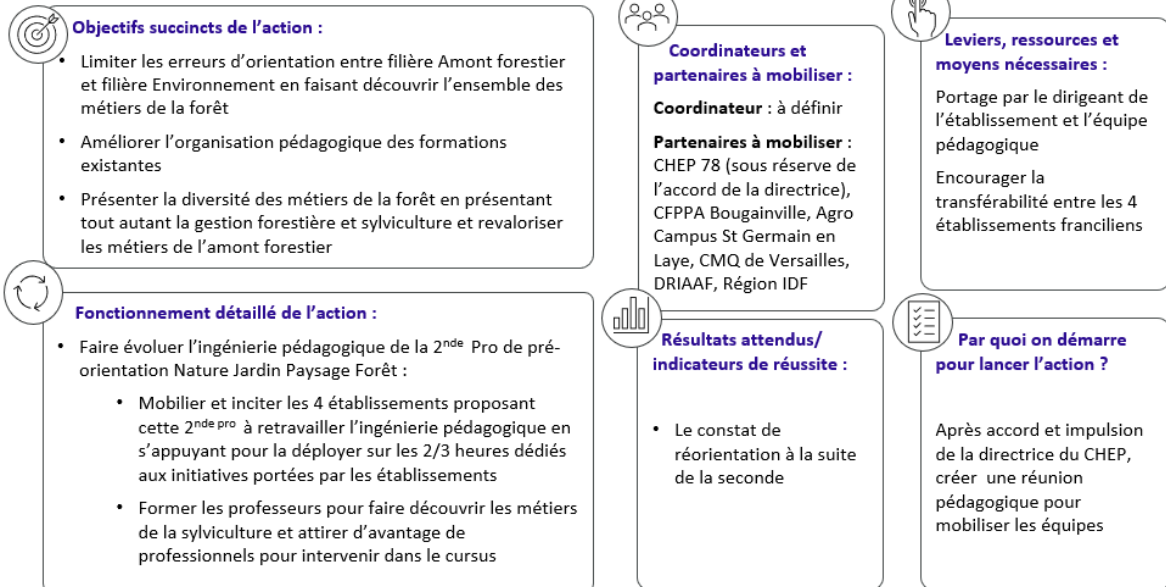 Objectifs succincts de l’action :
• Limiter les erreurs d’orientation entre filière Amont forestier
et filière Environnement en faisant découvrir l’ensemble des
métiers de la forêt
• Améliorer l’organisation pédagogique des formations
existantes
• Présenter la diversité des métiers de la forêt en présentant
tout autant la gestion forestière et sylviculture et revaloriser
les métiers de l’amont forestier
Fonctionnement détaillé de l’action :
• Faire évoluer l’ingénierie pédagogique de la 2nde Pro de pré-
orientation Nature Jardin Paysage Forêt :
• Mobilier et inciter les 4 établissements proposant
cette 2nde pro à retravailler l’ingénierie pédagogique en
s’appuyant pour la déployer sur les 2/3 heures dédiés
aux initiatives portées par les établissements
• Former les professeurs pour faire découvrir les métiers
de la sylviculture et attirer d’avantage de
professionnels pour intervenir dans le cursus
Coordinateurs et
partenaires à mobiliser :
Coordinateur : à définir
Partenaires à mobiliser :
CHEP 78 (sous réserve de
l’accord de la directrice),
CFPPA Bougainville, Agro
Campus St Germain en
Laye, CMQ de Versailles,
DRIAAF, Région IDF
Résultats attendus/
indicateurs de réussite :
• Le constat de
réorientation à la suite
de la seconde
Leviers, ressources et
moyens nécessaires :
Portage par le dirigeant de
l’établissement et l’équipe
pédagogique
Encourager la
transférabilité entre les 4
établissements franciliens
Par quoi on démarre
pour lancer l’action ?
Après accord et impulsion
de la directrice du CHEP,
créer une réunion
pédagogique pour
mobiliser les équipes